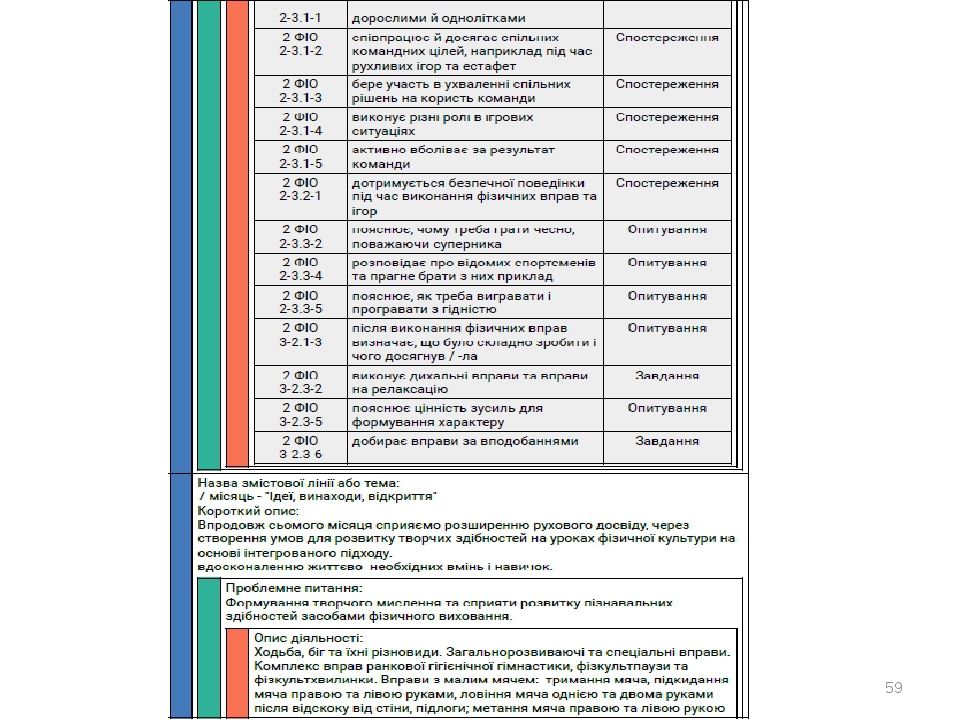 2-3.1-1 дорослими й однолітками
2 ФІО співпрацює й досягає спільних Спостереження
2-3.1-2 командних цілей, наприклад під час
рухливих ігор та естафет
2 ФІО бере участь в ухваленні спільних Спостереження
2-3.1-3 рішень на користь команди
2 ФІО виконує різні ролі в ігрових Спостереження
2-3.1-4 ситуаціях
2 ФІО активно вболіває за результат Спостереження
2-3.1-5 команди
2 ФІО дотримується безпечної поведінки Спостереження
2-3.2-1 під час виконання фізичних вправ та
ігор
2 ФІО пояснює, чому треба грати чесно, Опитування
2-3.3-2 поважаючи суперника
2 ФІО розповідає про відомих спортсменів Опитування
2-3.3-4 та прагне брати з них приклад
2 ФІО пояснює, як треба вигравати і Опитування
2-3.3-5 програвати з гідністю
2 ФІО після виконання фізичних вправ Опитування
3-2.1-3 визначає, що було складно зробити і
чого досягнув / -ла
2 ФІО виконує дихальні вправи та вправи Завдання
3-2.3-2 на релаксацію
2 ФІО пояснює цінність зусиль для Опитування
3-2.3-5 формування характеру
2 ФІО добирає вправи за вподобаннями Завдання
3-2.3-6
Назва змістової лінії або тема:
7 місяць - "Ідеї, винаходи, відкриття"
Короткий опис:
Впродовж сьомого місяця сприяємо розширенню рухового досвіду, через
створення умов для розвитку творчих здібностей на уроках фізичної культури на
основі інтегрованого підходу.
вдосконаленню життєво необхідних вмінь і навичок.
Проблемне питання:
Формування творчого мислення та сприяти розвитку пізнавальних
здібностей засобами фізичного виховання.
Опис діяльності:
Ходьба, біг та їхні різновиди. Загальнорозвиваючі та спеціальні вправи.
Комплекс вправ ранкової гігієнічної гімнастики, фізкультпаузи та
фізкультхвилинки. Вправи з малим мячем: тримання мяча, підкидання
мяча правою та лівою руками, ловіння мяча однією та двома руками
після відскоку від стіни, підлоги; метання мяча правою та лівою рукою
59